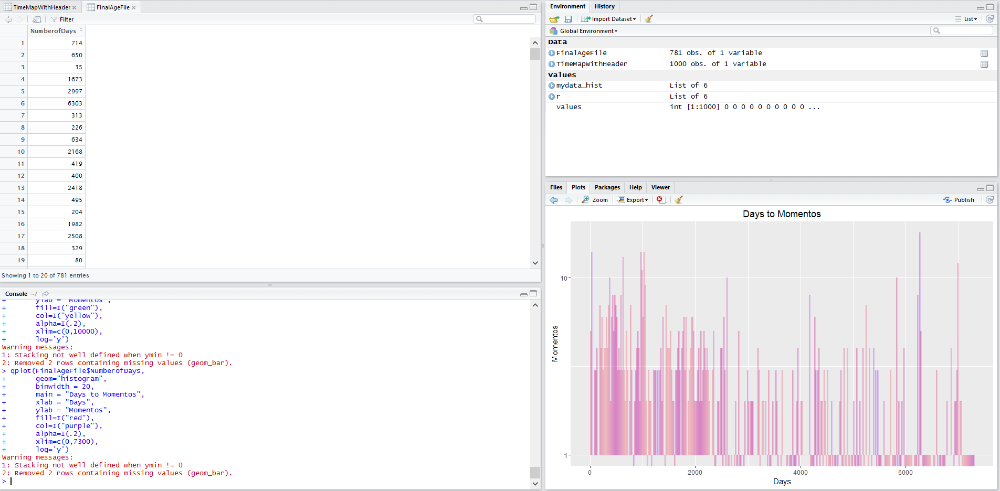 TimeMapWithHeader
FinalAgeFile
Filter
NumberofDays
1 714
2 650
3 35
4 1673
5 2997
6 6303
7 313
8 226
9 634
10 2168
11 419
12 400
13 2418
14 495
15 204
16 1982
17 2508
18 329
19 80
Showing 1 to 20 of 781 entries
Console ~/
+ ylab = "Momentos",
+ fill=I("green"),
+ col=I("yellow"),
+ alpha=I(.2),
+ xlim=c(0,10000),
+ log='y')
Warning messages:
1: Stacking not well defined when ymin != 0
2: Removed 2 rows containing missing values (geom_bar).
> qplot(FinalAgeFile$NumberofDays,
+ geom="histogram",
+ binwidth = 20,
+ main = "Days to Momentos",
+ xlab = "Days",
+ ylab = "Momentos",
+ fill=I("red"),
+ col=I("purple"),
+ alpha=I(.2),
+ xlim=c(0,7300),
+ log='y')
Warning messages:
1: Stacking not well defined when ymin != 0
2: Removed 2 rows containing missing values (geom_bar).
>
Environment History
Import Dataset List
Global Environment
Data
FinalAgeFile 781 obs. of 1 variable
TimeMapWithHeader 1000 obs. of 1 variable
Values
mydata_hist List of 6
r List of 6
values int [1:1000] 0 0 0 0 0 0 0 0 0 0 ...
Files Plots Packages Help Viewer
Zoom Export Publish
Days to Momentos
10
Momentos
1
0 2000 4000 6000
Days